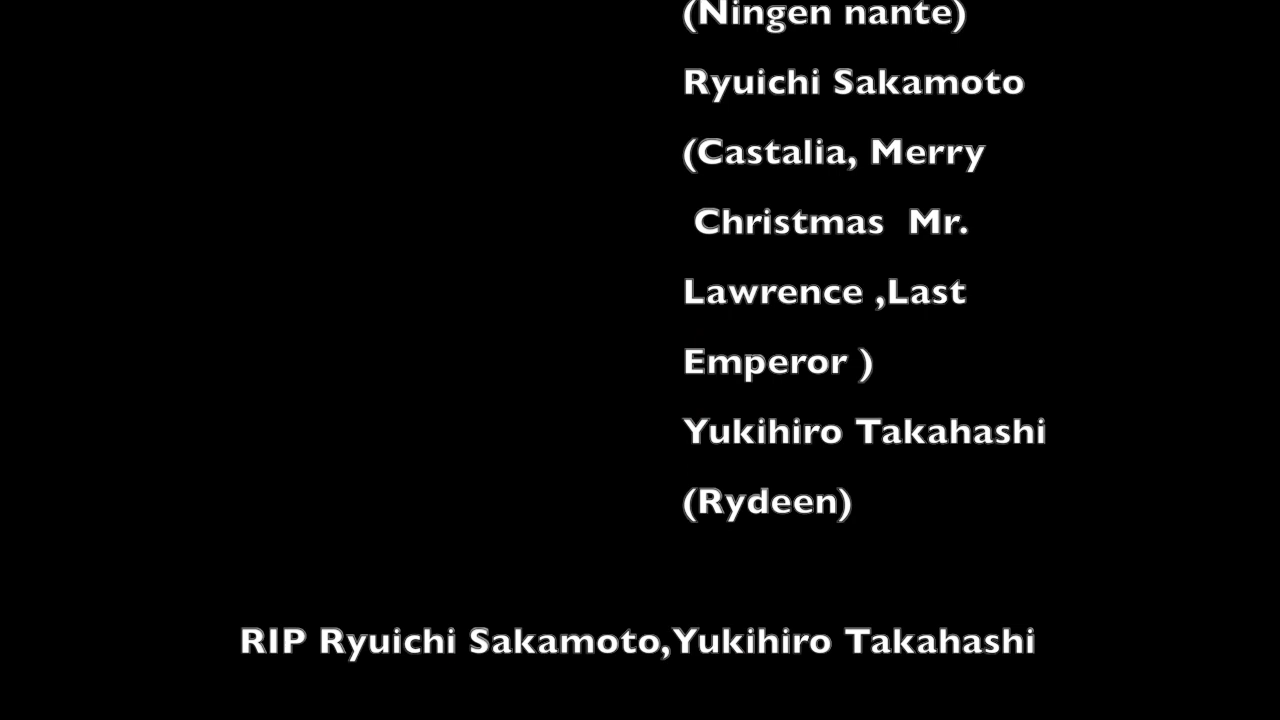 (Ningen nante)
Ryuichi Sakamoto
(Castalia, Merry
Christmas  Mr.
Lawrence ,Last
Emperor )
Yukihiro Takahashi
(Rydeen)
RIP Ryuichi Sakamoto,Yukihiro Takahashi